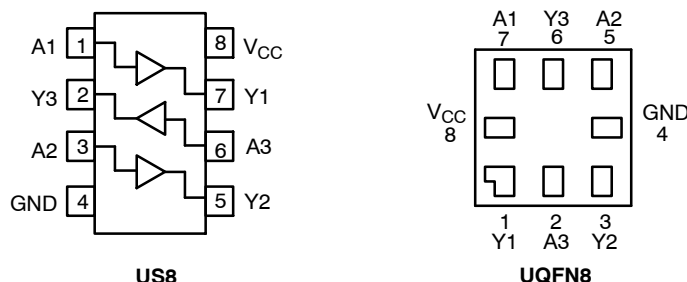 A1 1 8 VCC
Y3 2 7 Y1
A2 3 6 A3
GND 4 5 Y2
US8
A1 Y3 A2
7 6 5
VCC GND
8 4
1 2 3
Y1 A3 Y2
UQFN8